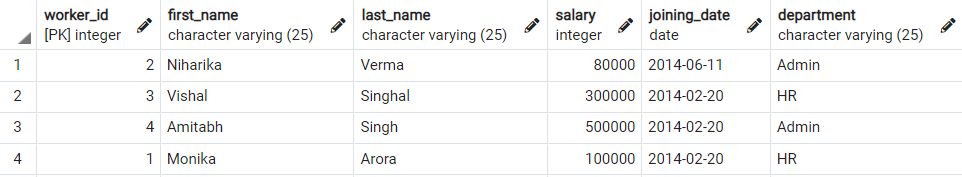 worker_id first_name last_name salary joining_date department
[PK] integer character varying (25) character varying (25) integer date character varying (25)
1 2 Niharika Verma 80000 2014-06-11 Admin
2 3 Vishal Singhal 300000 2014-02-20 HR
3 4 Amitabh Singh 500000 2014-02-20 Admin
4 1 Monika Arora 100000 2014-02-20 HR